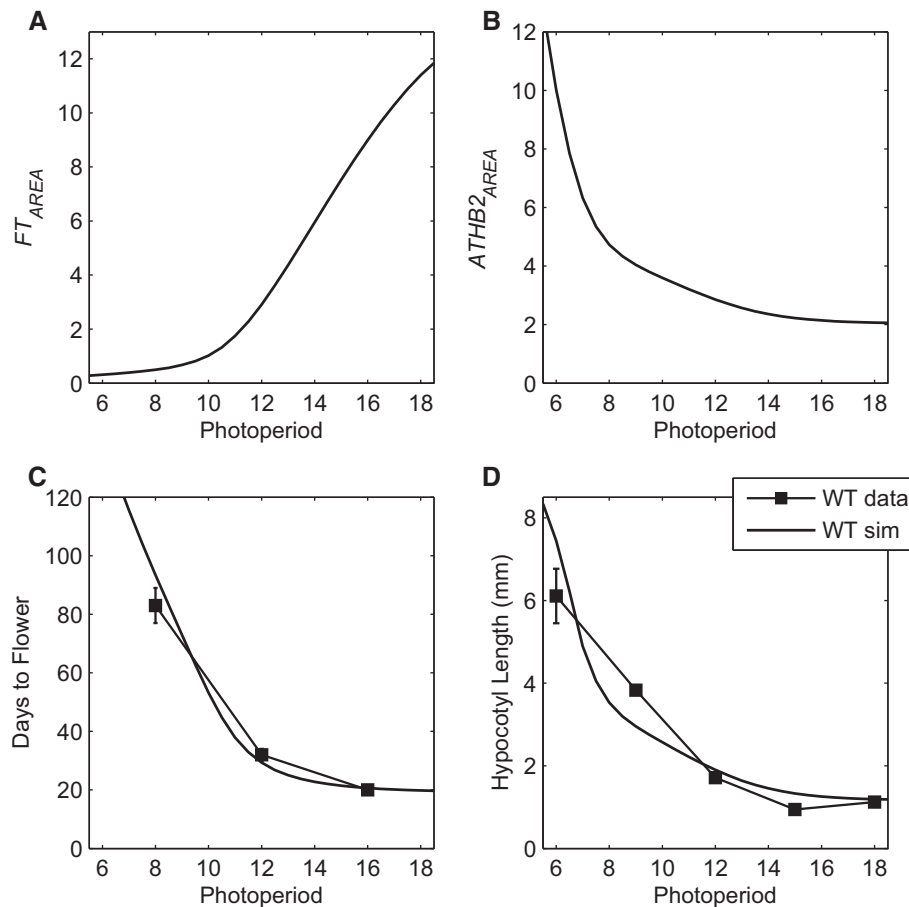 A
FT_AREA
0
2
4
6
8
10
12
6 8 10 12 14 16 18
Photoperiod
B
ATHB2_AREA
0
2
4
6
8
10
12
6 8 10 12 14 16 18
Photoperiod
C
Days to Flower
0
20
40
60
80
100
120
6 8 10 12 14 16 18
Photoperiod
D
WT data
WT sim
Hypocotyl Length (mm)
0
2
4
6
8
6 8 10 12 14 16 18
Photoperiod